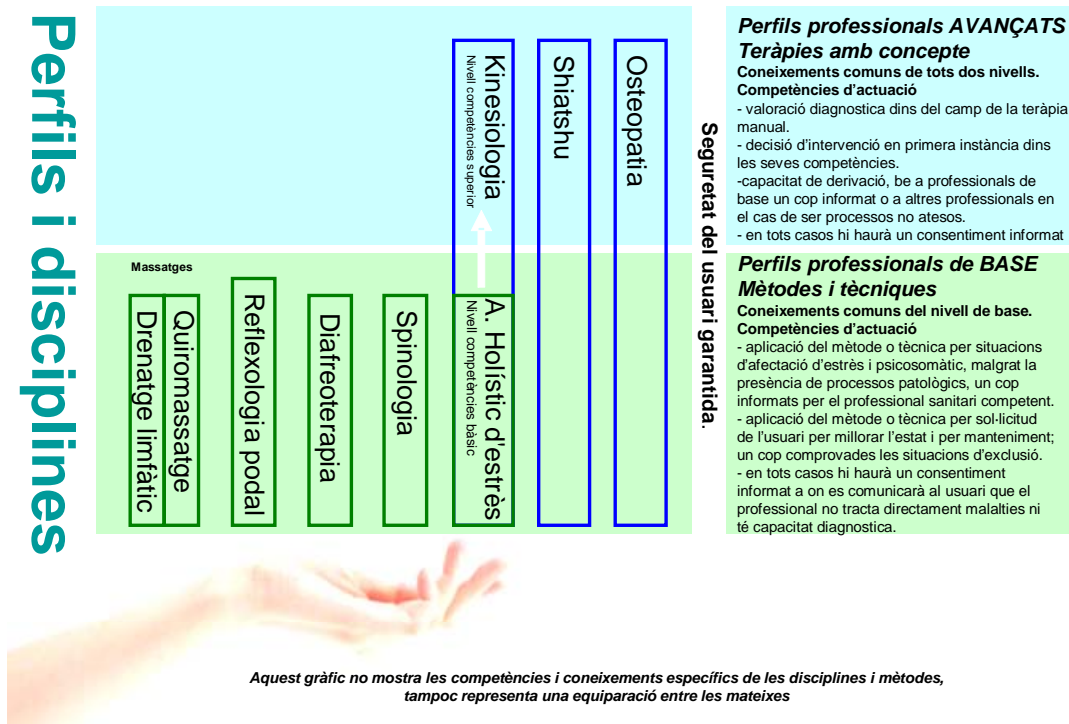 Perfils i disciplines
Massatges
Drenatge limfàtic
Quiromassatge
Reflexologia podal
Diafreoterapia
Spinologia
A. Holístic d'estrès
Nivell competències bàsic
Kinesiologia
Nivell competències superior
Shiatshu
Osteopatia
Seguretat del usuari garantida.
Perfils professionals AVANÇATS
Teràpies amb concepte
Coneixements comuns de tots dos nivells.
Competències d'actuació
- valoració diagnostica dins del camp de la teràpia
manual.
- decisió d'intervenció en primera instància dins
les seves competències.
-capacitat de derivació, be a professionals de
base un cop informat o a altres professionals en
el cas de ser processos no atesos.
- en tots casos hi haurà un consentiment informat
Perfils professionals de BASE
Mètodes i tècniques
Coneixements comuns del nivell de base.
Competències d'actuació
- aplicació del mètode o tècnica per situacions
d'afectació d'estrès i psicosomàtic, malgrat la
presència de processos patològics, un cop
informats per el professional sanitari competent.
- aplicació del mètode o tècnica per sol·licitud
de l'usuari per millorar l'estat i per manteniment;
un cop comprovades les situacions d'exclusió.
- en tots casos hi haurà un consentiment
informat a on es comunicarà al usuari que el
professional no tracta directament malalties ni
té capacitat diagnostica.
Aquest gràfic no mostra les competències i coneixements específics de les disciplines i mètodes,
tampoc representa una equiparació entre les mateixes